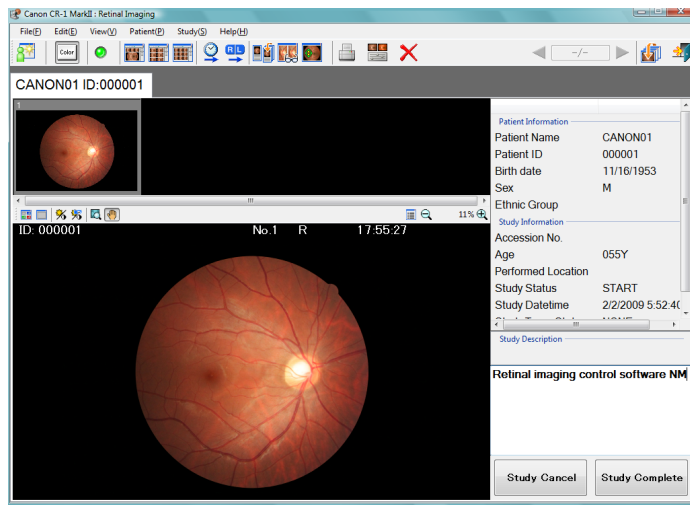 Canon CR-1 MarkII : Retinal Imaging
File(F) Edit(E) View(V) Patient(P) Study(S) Help(H)
Color
R L
-/-
CANON01 ID:000001
1
11%
ID: 000001 No.1 R 17:55:27
Patient Information
Patient Name CANON01
Patient ID 000001
Birth date 11/16/1953
Sex M
Ethnic Group
Study Information
Accession No.
Age 055Y
Performed Location
Study Status START
Study Datetime 2/2/2009 5:52:4
Study Description
Retinal imaging control software NM
Study Cancel Study Complete